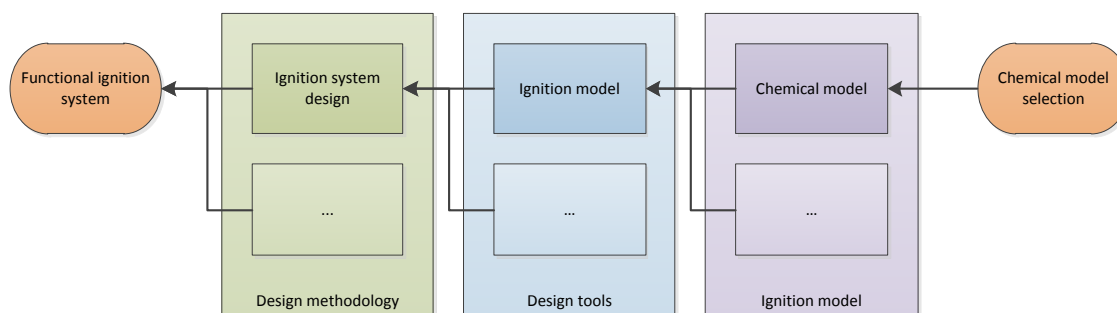 Functional ignition
system
Ignition system
design
...
Design methodology
Ignition model
...
Design tools
Chemical model
...
Ignition model
Chemical model
selection